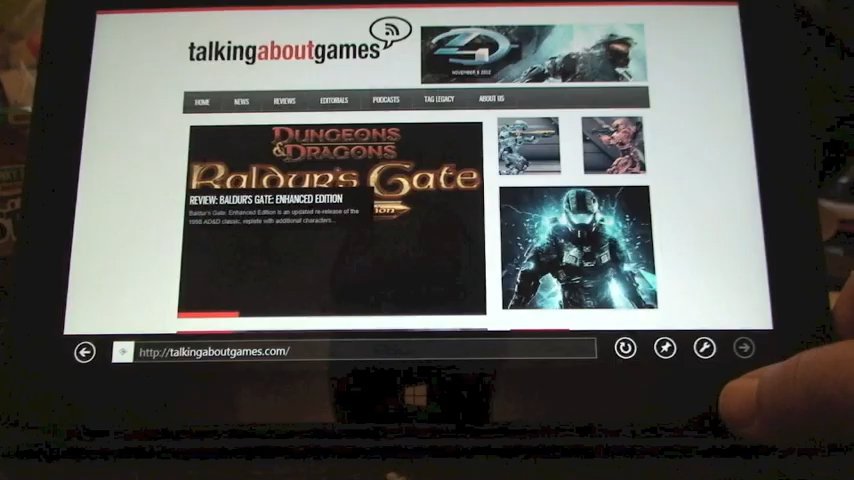 talkingaboutgames
4
NOVEMBER 6 2012
HOME NEWS REVIEWS EDITORIALS PODCASTS TAG LEGACY ABOUT US
DUNGEONS
& DRAGONS
Baldur's Gate
REVIEW: BALDUR'S GATE: ENHANCED EDITION
Baldur's Gate: Enhanced Edition is an updated re-release of the
1998 AD&D classic, replete with additional characters...
http://talkingaboutgames.com/